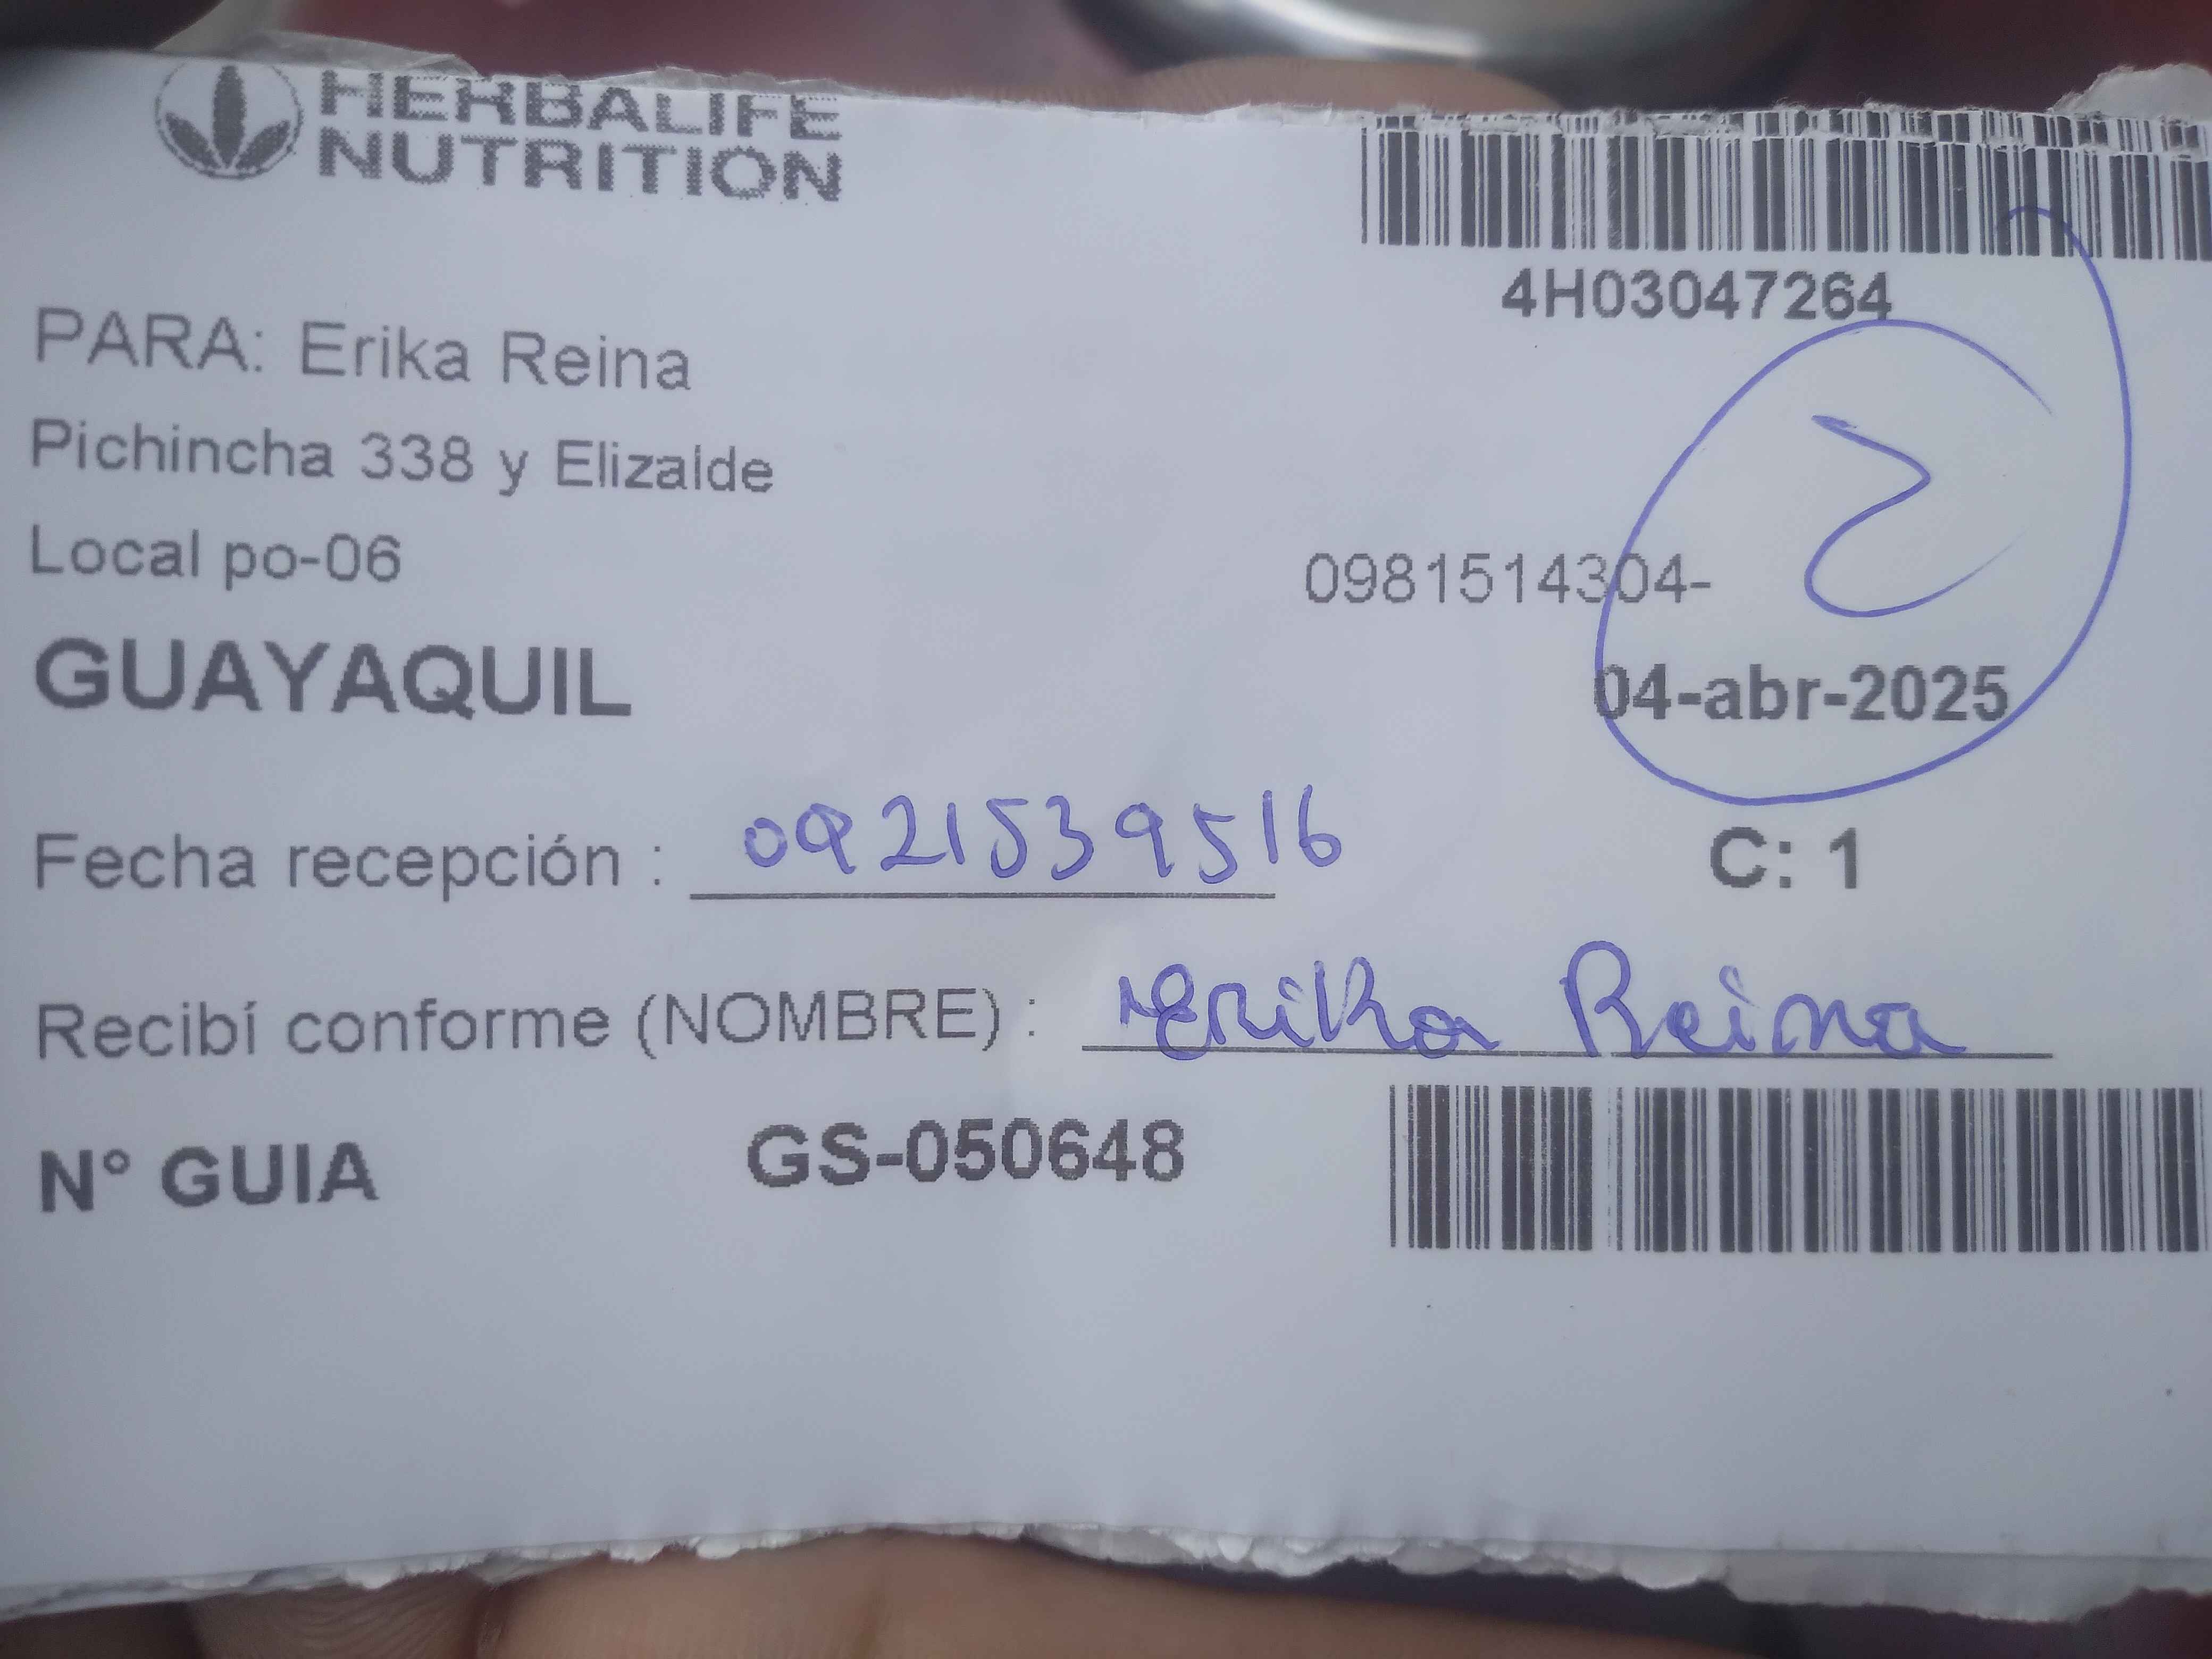 HERBALIFE
NUTRITION
4H03047264
PARA: Erika Reina
Pichincha 338 y Elizalde
Local po-06
0981514304-
2
GUAYAQUIL
04-abr-2025
Fecha recepción : 0921539516
C: 1
Recibí conforme (NOMBRE) : Erika Reina
N° GUIA GS-050648